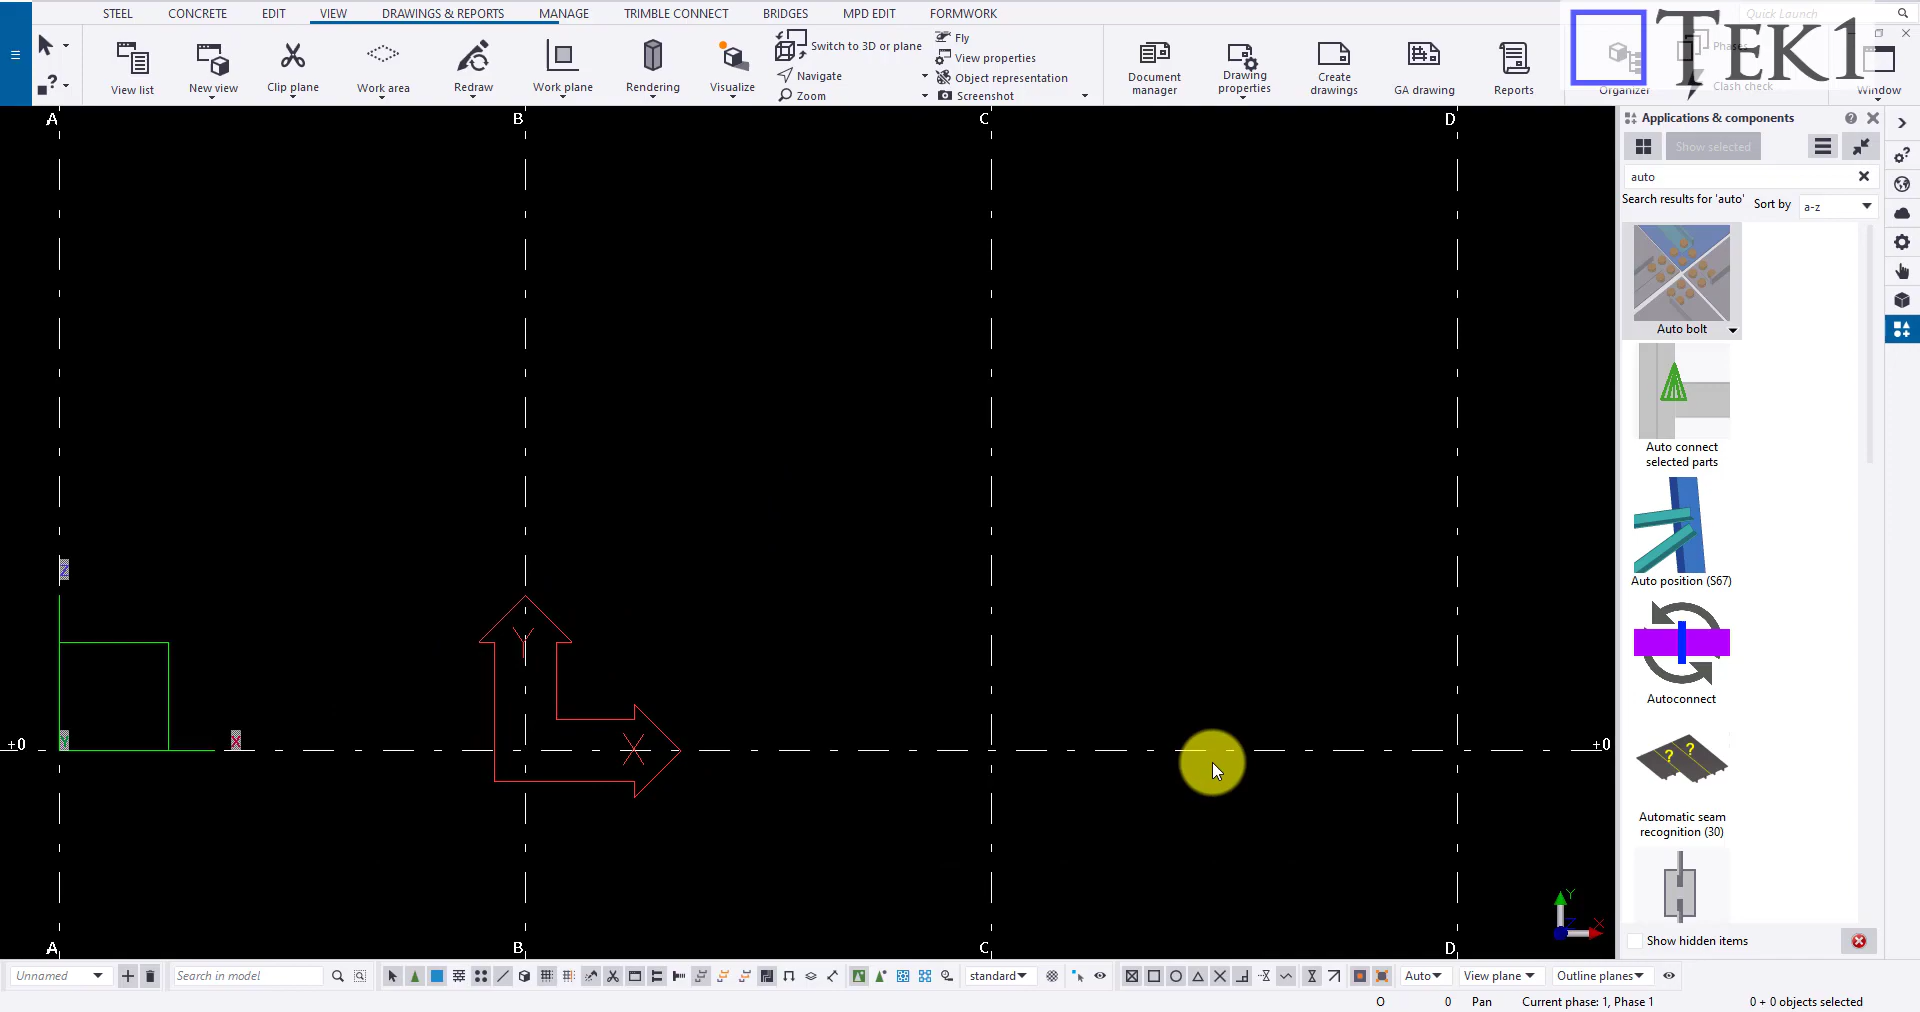 STEEL CONCRETE EDIT VIEW DRAWINGS & REPORTS MANAGE TRIMBLE CONNECT BRIDGES MPD EDIT FORMWORK
Quick Launch
TEK1
View list
New view
Clip plane
Work area
Redraw
Work plane
Rendering
Visualize
Switch to 3D or plane
Navigate
Zoom
Fly
View properties
Object representation
Screenshot
Document
manager
Drawing
properties
Create
drawings
GA drawing
Reports
Organizer
Phases
Clash check
Window
A B C D
Applications & components
Show selected
auto
Search results for 'auto' Sort by a-z
Auto bolt
Auto connect
selected parts
Auto position (S67)
Autoconnect
Automatic seam
recognition (30)
Show hidden items
Z
Y
+0 Y X X +0
Y
Z X
A B C D
Unnamed Search in model standard Auto View plane Outline planes
O 0 Pan Current phase: 1, Phase 1 0 + 0 objects selected